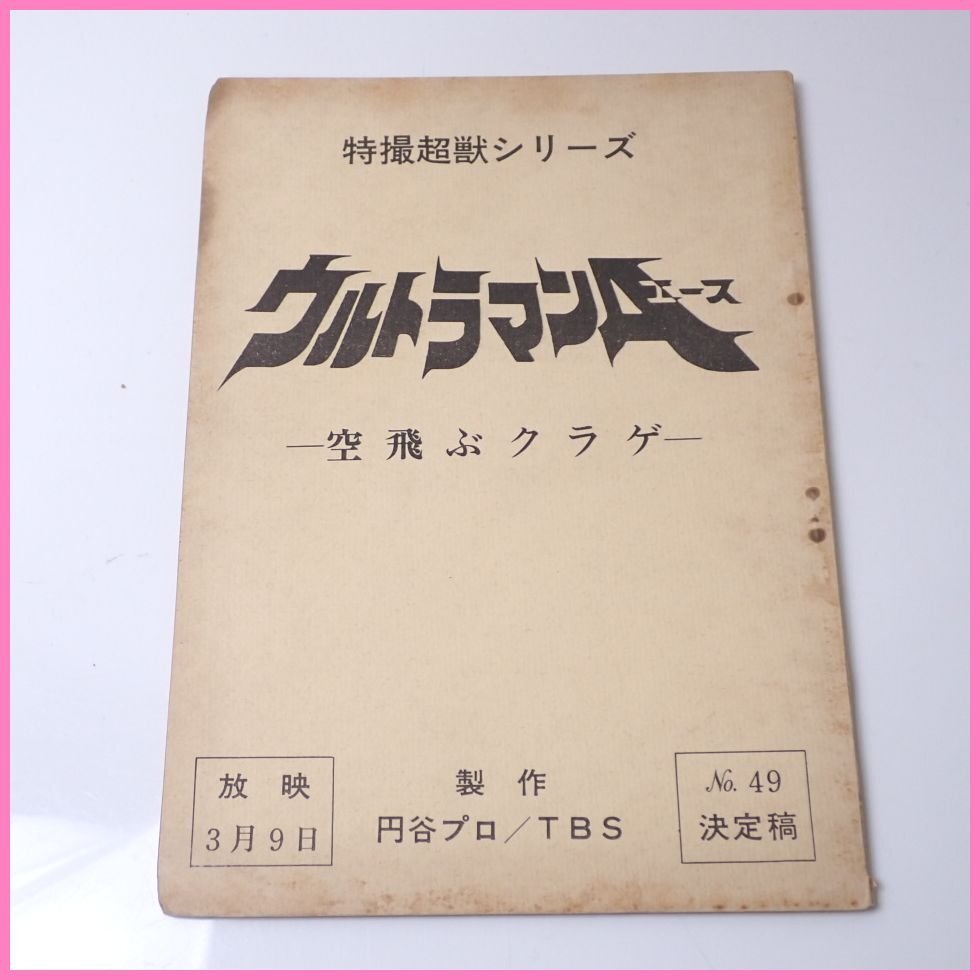 特撮超獣シリーズ
ウルトラマンA
エース
—空飛ぶクラゲ—
放映
3月9日
製作
円谷プロ/TBS
No. 49
決定稿